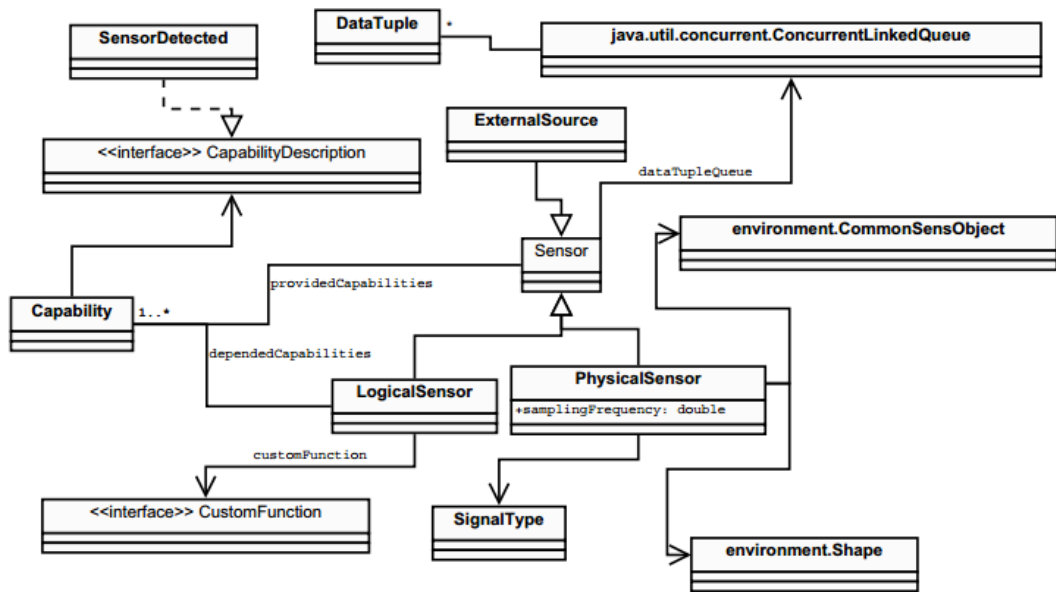 SensorDetected
DataTuple
*
java.util.concurrent.ConcurrentLinkedQueue
ExternalSource
<<interface>> CapabilityDescription
dataTupleQueue
environment.CommonSensObject
Sensor
providedCapabilities
Capability
1..*
dependedCapabilities
LogicalSensor
PhysicalSensor
+samplingFrequency: double
customFunction
<<interface>> CustomFunction
SignalType
environment.Shape